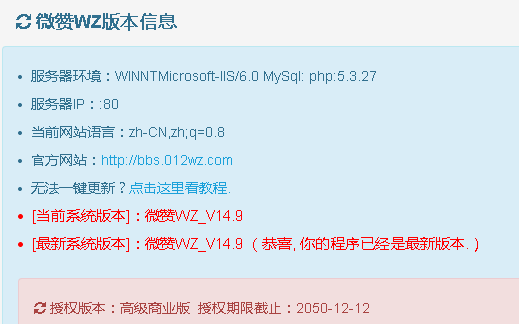 微赞WZ版本信息
服务器环境：WINNTMicrosoft-IIS/6.0 MySql: php:5.3.27
服务器IP：:80
当前网站语言：zh-CN,zh;q=0.8
官方网站：http://bbs.012wz.com
无法一键更新？点击这里看教程.
[当前系统版本]：微赞WZ_V14.9
[最新系统版本]：微赞WZ_V14.9（恭喜,你的程序已经是最新版本.）
授权版本：高级商业版 授权期限截止：2050-12-12